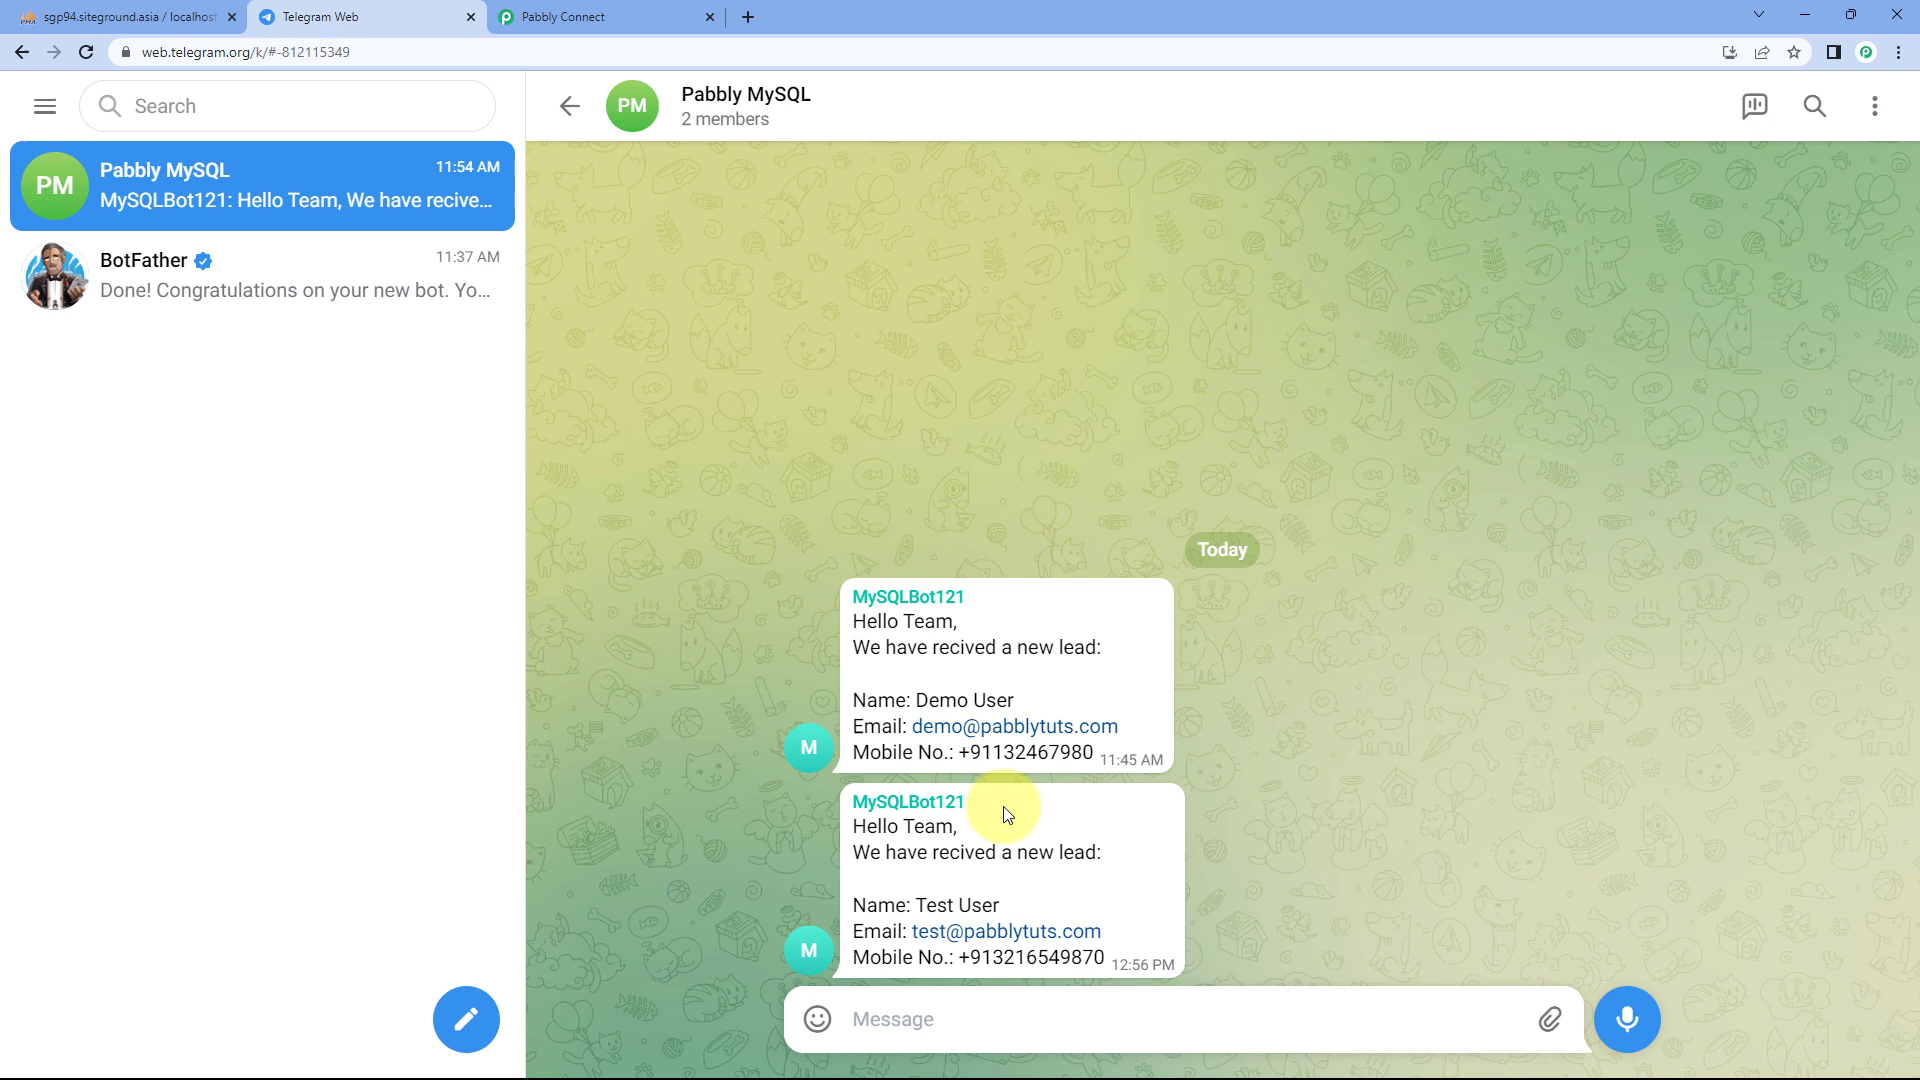 sgp94.siteground.asia / localhost
Telegram Web
Pabbly Connect
web.telegram.org/k/#-812115349
Search
PM
Pabbly MySQL
11:54 AM
MySQLBot121: Hello Team, We have recive...
BotFather
11:37 AM
Done! Congratulations on your new bot. Yo...
PM
Pabbly MySQL
2 members
Today
MySQLBot121
Hello Team,
We have recived a new lead:
Name: Demo User
Email: demo@pabblytuts.com
Mobile No.: +91132467980 11:45 AM
M
MySQLBot121
Hello Team,
We have recived a new lead:
Name: Test User
Email: test@pabblytuts.com
Mobile No.: +913216549870 12:56 PM
M
Message